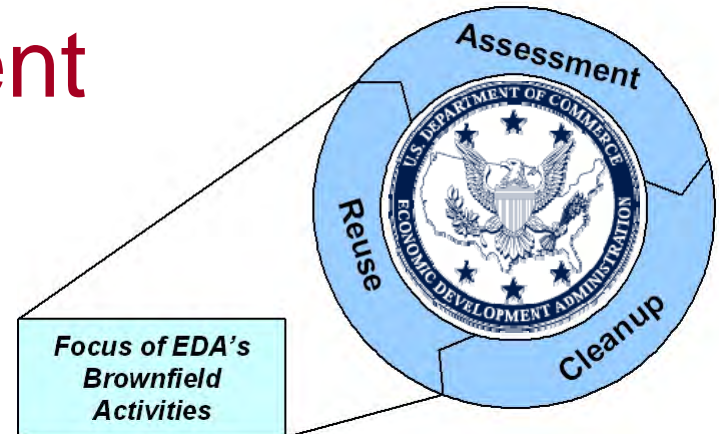 ent
Assessment
U.S. DEPARTMENT OF COMMERCE
ECONOMIC DEVELOPMENT ADMINISTRATION
Reuse
Cleanup
Focus of EDA's
Brownfield
Activities